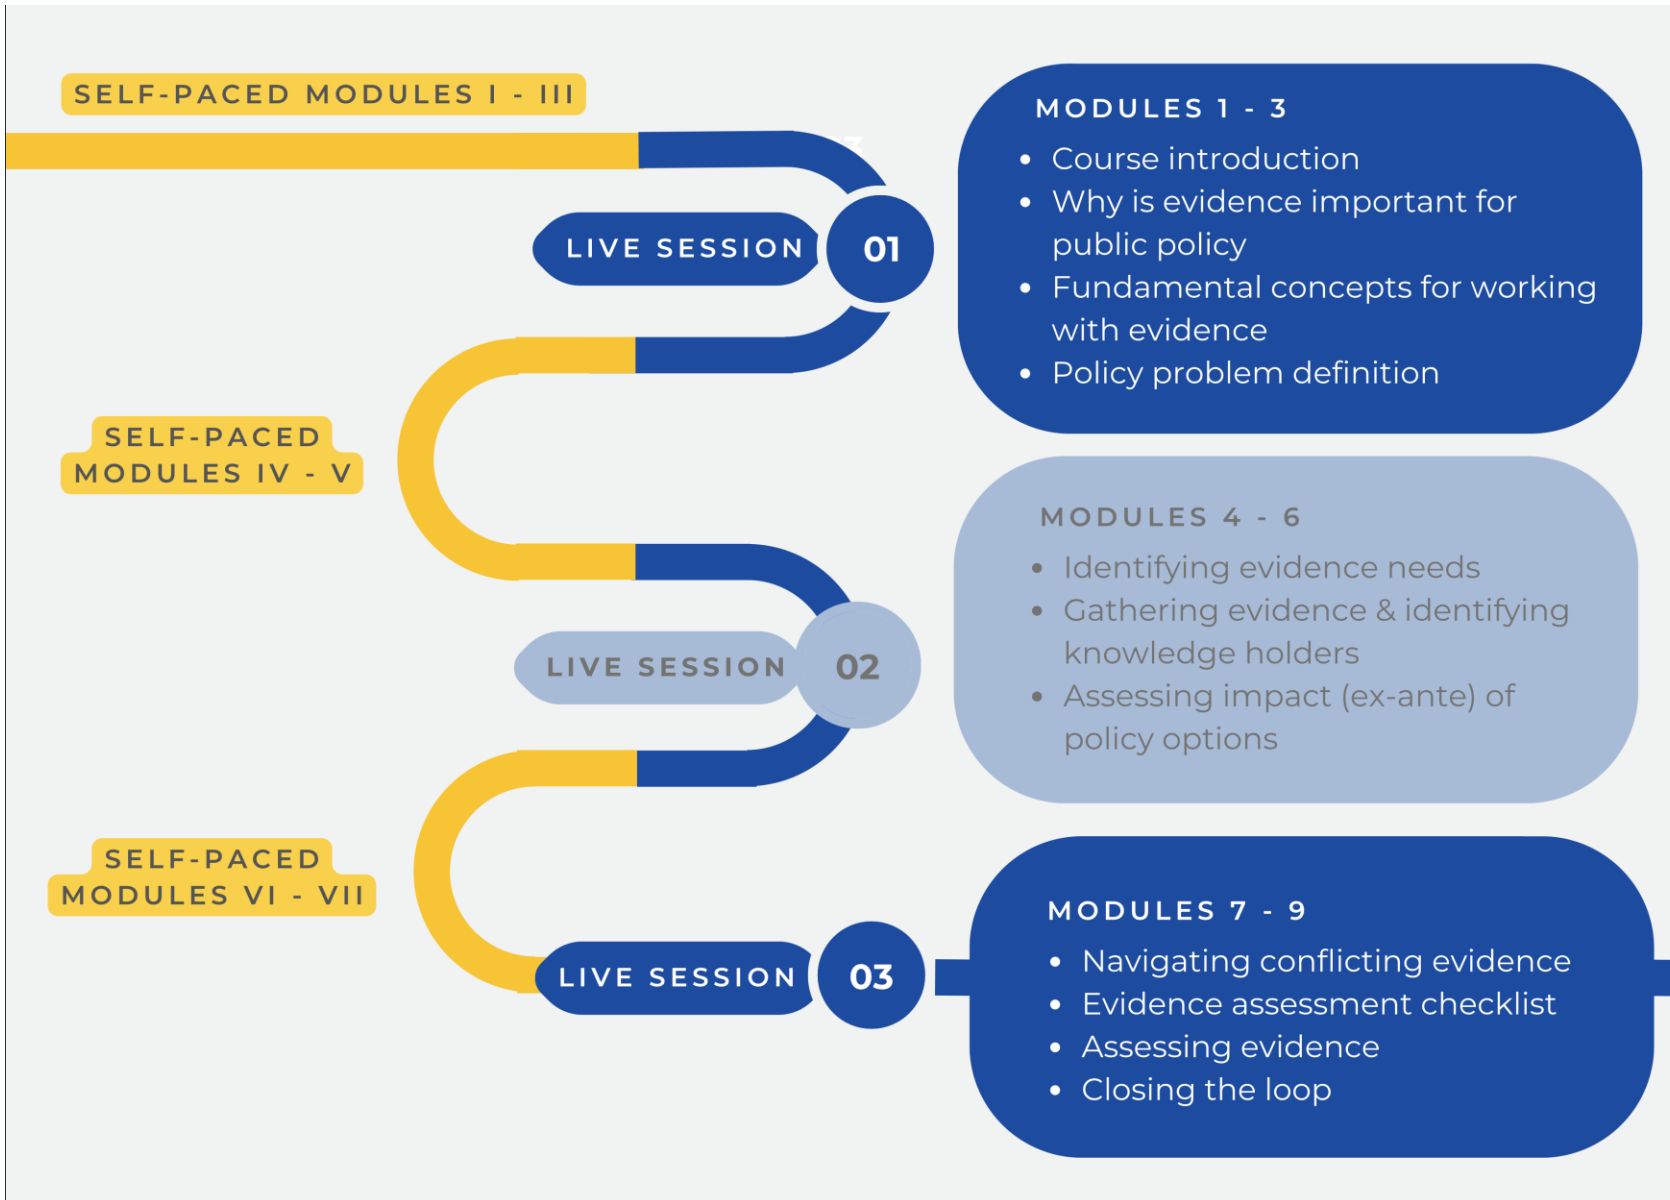 SELF-PACED MODULES I - III
3
LIVE SESSION
01
MODULES 1 - 3
• Course introduction
• Why is evidence important for
public policy
• Fundamental concepts for working
with evidence
• Policy problem definition
SELF-PACED
MODULES IV - V
LIVE SESSION
02
MODULES 4 - 6
• Identifying evidence needs
• Gathering evidence & identifying
knowledge holders
• Assessing impact (ex-ante) of
policy options
SELF-PACED
MODULES VI - VII
LIVE SESSION
03
MODULES 7 - 9
• Navigating conflicting evidence
• Evidence assessment checklist
• Assessing evidence
• Closing the loop